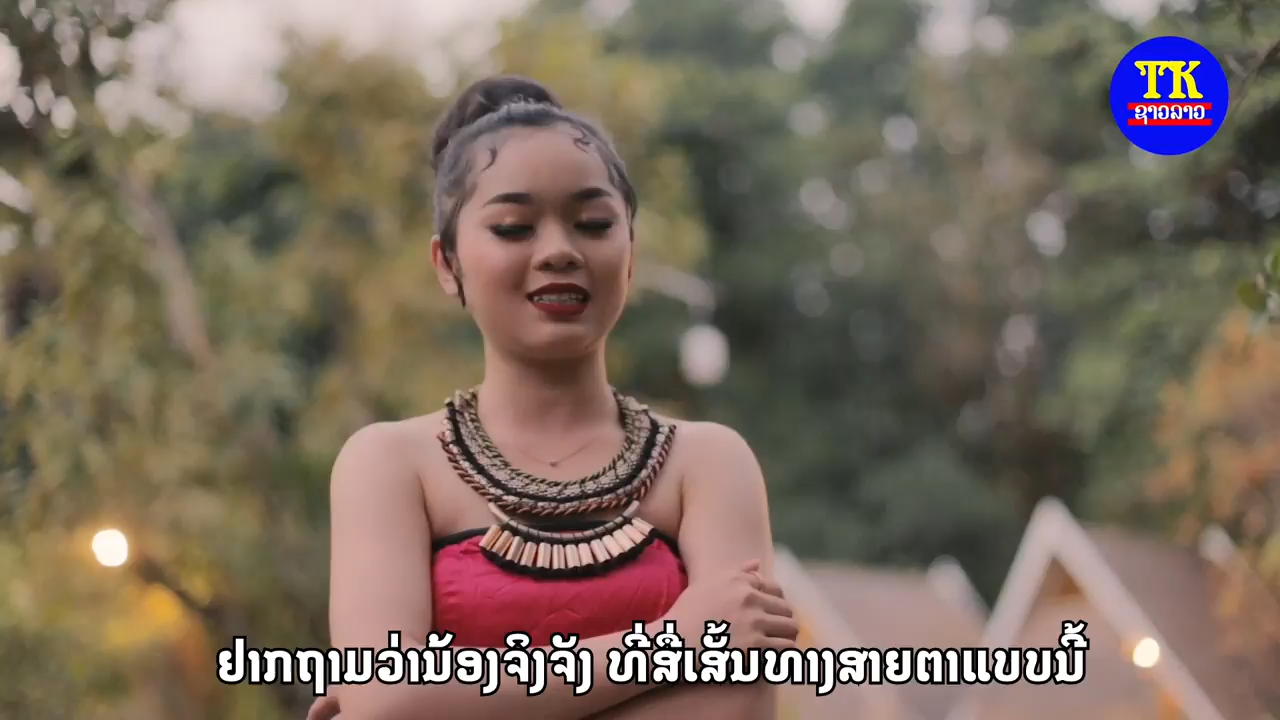 TK
ຊາວລາວ
ຢາກຖາມວ່ານ້ອງຈິງຈັງ ທີ່ສື່ເສັ້ນທາງສາຍຕາແບບນີ້